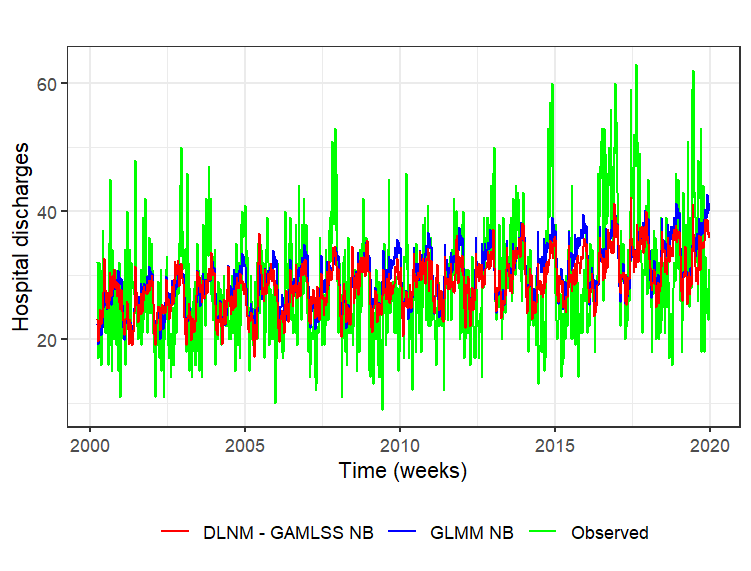 Hospital discharges
60
40
20
2000 2005 2010 2015 2020
Time (weeks)
DLNM - GAMLSS NB GLMM NB Observed